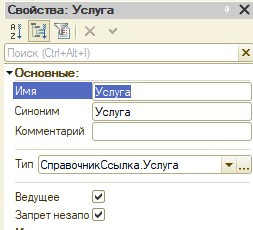 Свойства: Услуга
Поиск (Ctrl+Alt+I)
Основные:
Имя Услуга
Синоним Услуга
Комментарий
Тип СправочникСсылка.Услуга ...
Ведущее
Запрет незапо